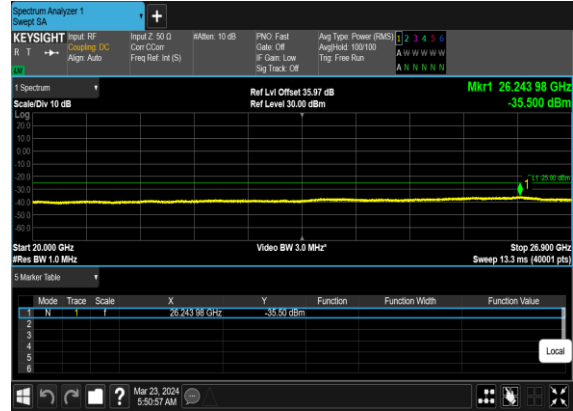 Spectrum Analyzer 1
Swept SA
+
KEYSIGHT
R T
LM
Input: RF
Coupling: DC
Align: Auto
Input Z: 50 Ω
Corr CCorr
Freq Ref: Int (S)
#Atten: 10 dB
PNO: Fast
Gate: Off
IF Gain: Low
Sig Track: Off
Avg Type: Power (RMS)
Avg|Hold: 100/100
Trig: Free Run
1 2 3 4 5 6
A W W W W W
A N N N N N
1 Spectrum
Scale/Div 10 dB
Ref Lvl Offset 35.97 dB
Ref Level 30.00 dBm
Mkr1 26.243 98 GHz
-35.500 dBm
Log
20.0
10.0
0.00
-10.0
-20.0
-30.0
-40.0
-50.0
-60.0
L1 -25.00 dBm
1
Start 20.000 GHz
#Res BW 1.0 MHz
Video BW 3.0 MHz*
Stop 26.900 GHz
Sweep 13.3 ms (40001 pts)
5 Marker Table
Mode Trace Scale X Y Function Function Width Function Value
1 N 1 f 26.243 98 GHz -35.50 dBm
2
3
4
5
6
Local
?
Mar 23, 2024
5:50:57 AM